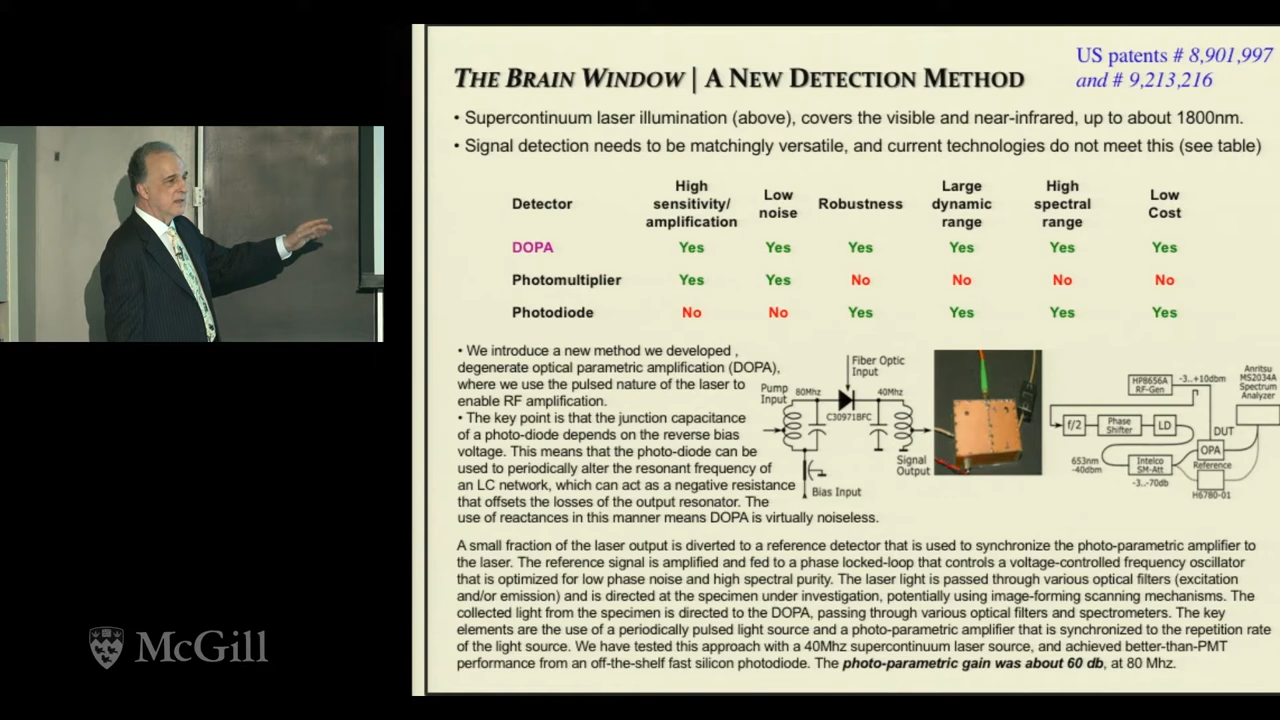 US patents # 8,901,997
and # 9,213,216
THE BRAIN WINDOW | A NEW DETECTION METHOD
• Supercontinuum laser illumination (above), covers the visible and near-infrared, up to about 1800nm.
• Signal detection needs to be matchingly versatile, and current technologies do not meet this (see table)
Detector High sensitivity/ amplification Low noise Robustness Large dynamic range High spectral range Low Cost
DOPA Yes Yes Yes Yes Yes Yes
Photomultiplier Yes Yes No No No No
Photodiode No No Yes Yes Yes Yes
• We introduce a new method we developed ,
degenerate optical parametric amplification (DOPA),
where we use the pulsed nature of the laser to
enable RF amplification.
• The key point is that the junction capacitance
of a photo-diode depends on the reverse bias
voltage. This means that the photo-diode can be
used to periodically alter the resonant frequency of
an LC network, which can act as a negative resistance
that offsets the losses of the output resonator. The
use of reactances in this manner means DOPA is virtually noiseless.
Fiber Optic
Input
Pump
Input
80Mhz
40Mhz
C30971BFC
Signal
Output
Bias Input
HP8656A
RF-Gen
-3..+10dbm
Anritsu
MS2034A
Spectrum
Analyzer
f/2
Phase
Shifter
LD
DUT
OPA
653nm
-40dbm
Intelco
SM-Att
Reference
-3..-70db
H6780-01
A small fraction of the laser output is diverted to a reference detector that is used to synchronize the photo-parametric amplifier to
the laser. The reference signal is amplified and fed to a phase locked-loop that controls a voltage-controlled frequency oscillator
that is optimized for low phase noise and high spectral purity. The laser light is passed through various optical filters (excitation
and/or emission) and is directed at the specimen under investigation, potentially using image-forming scanning mechanisms. The
collected light from the specimen is directed to the DOPA, passing through various optical filters and spectrometers. The key
elements are the use of a periodically pulsed light source and a photo-parametric amplifier that is synchronized to the repetition rate
of the light source. We have tested this approach with a 40Mhz supercontinuum laser source, and achieved better-than-PMT
performance from an off-the-shelf fast silicon photodiode. The photo-parametric gain was about 60 db, at 80 Mhz.
McGill